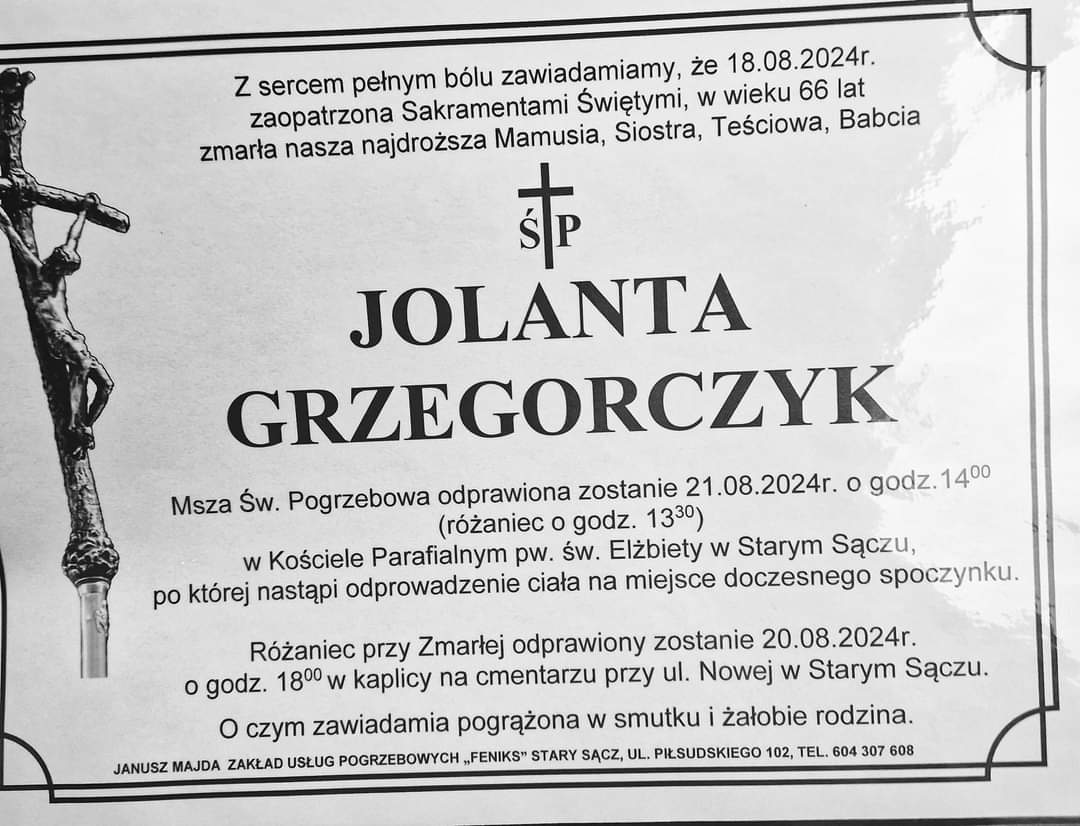 Z sercem pełnym bólu zawiadamiamy, że 18.08.2024r.
zaopatrzona Sakramentami Świętymi, w wieku 66 lat
zmarła nasza najdroższa Mamusia, Siostra, Teściowa, Babcia
Ś P
JOLANTA
GRZEGORCZYK
Msza Św. Pogrzebowa odprawiona zostanie 21.08.2024r. o godz.14⁰⁰
(różaniec o godz. 13³⁰)
w Kościele Parafialnym pw. św. Elżbiety w Starym Sączu,
po której nastąpi odprowadzenie ciała na miejsce doczesnego spoczynku.
Różaniec przy Zmarłej odprawiony zostanie 20.08.2024r.
o godz. 18⁰⁰ w kaplicy na cmentarzu przy ul. Nowej w Starym Sączu.
O czym zawiadamia pogrążona w smutku i żałobie rodzina.
JANUSZ MAJDA ZAKŁAD USŁUG POGRZEBOWYCH „FENIKS” STARY SĄCZ, UL. PIŁSUDSKIEGO 102, TEL. 604 307 608